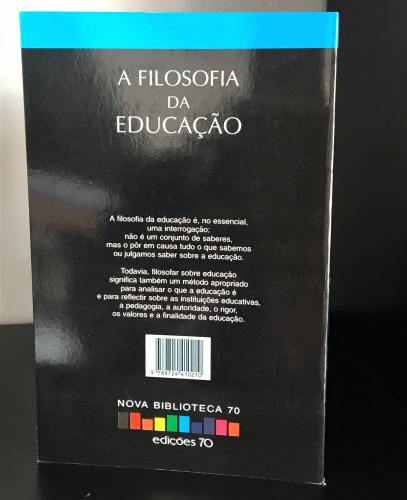 A FILOSOFIA
DA
EDUCAÇÃO
A filosofia da educação é, no essencial,
uma interrogação:
não é um conjunto de saberes,
mas o pôr em causa tudo o que sabemos
ou julgamos saber sobre a educação.
Todavia, filosofar sobre educação
significa também um método apropriado
para analisar o que a educação é
e para reflectir sobre as instituições educativas,
a pedagogia, a autoridade, o rigor,
os valores e a finalidade da educação.
9 789724 410210
NOVA BIBLIOTECA 70
edições 70